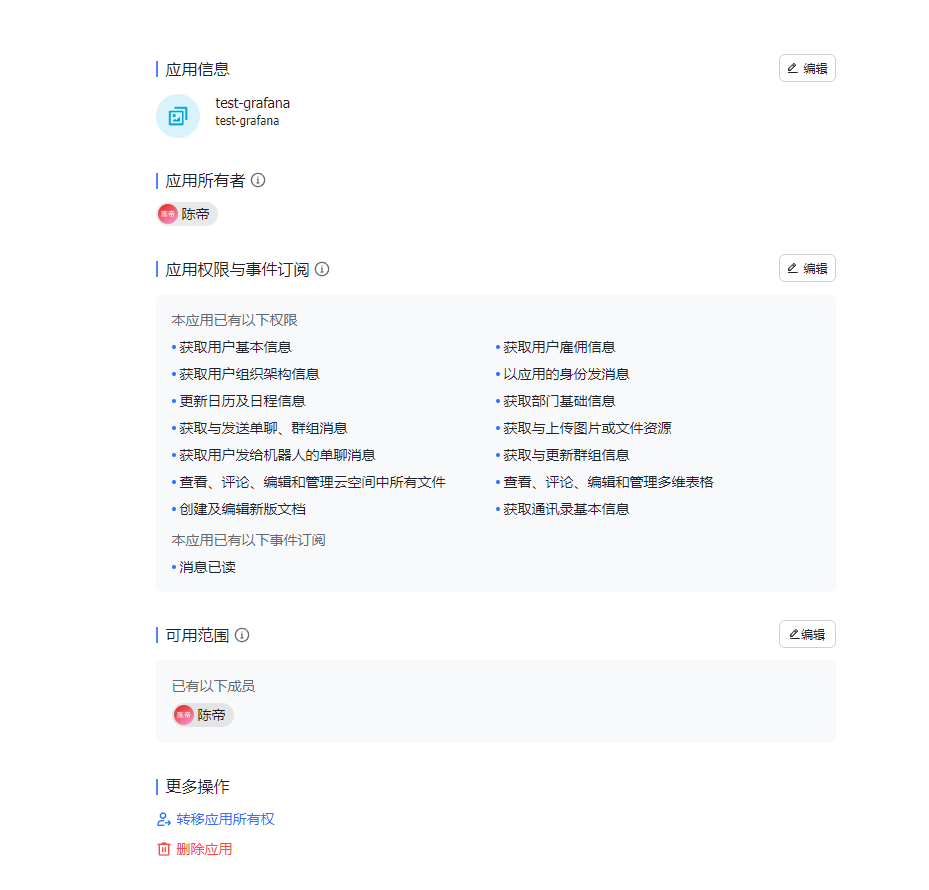 应用信息
编辑
test-grafana
test-grafana
应用所有者
陈帝 陈帝
应用权限与事件订阅
编辑
本应用已有以下权限
• 获取用户基本信息 • 获取用户雇佣信息
• 获取用户组织架构信息 • 以应用的身份发消息
• 更新日历及日程信息 • 获取部门基础信息
• 获取与发送单聊、群组消息 • 获取与上传图片或文件资源
• 获取用户发给机器人的单聊消息 • 获取与更新群组信息
• 查看、评论、编辑和管理云空间中所有文件 • 查看、评论、编辑和管理多维表格
• 创建及编辑新版文档 • 获取通讯录基本信息
本应用已有以下事件订阅
• 消息已读
可用范围
编辑
已有以下成员
陈帝 陈帝
更多操作
转移应用所有权
删除应用